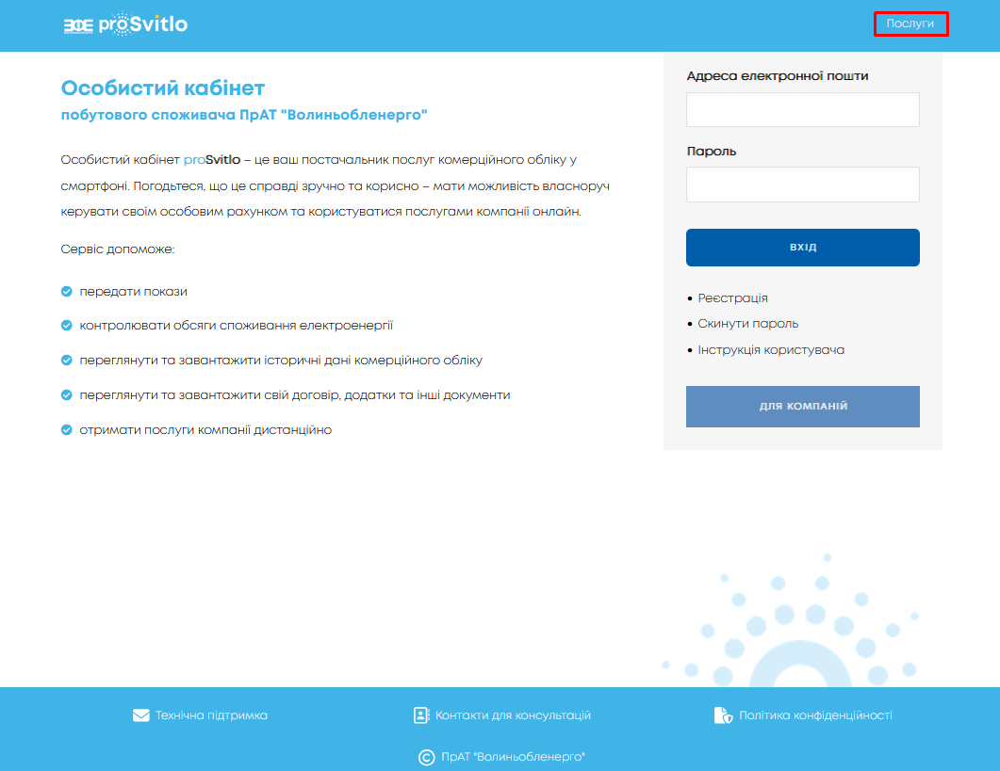 ЗФЕ proSvitlo
Послуги
Особистий кабінет
побутового споживача ПрАТ "Волиньобленерго"
Особистий кабінет proSvitlo – це ваш постачальник послуг комерційного обліку у
смартфоні. Погодьтеся, що це справді зручно та корисно – мати можливість власноруч
керувати своїм особовим рахунком та користуватися послугами компанії онлайн.
Сервіс допоможе:
передати покази
контролювати обсяги споживання електроенергії
переглянути та завантажити історичні дані комерційного обліку
переглянути та завантажити свій договір, додатки та інші документи
отримати послуги компанії дистанційно
Адреса електронної пошти
Пароль
ВХІД
Реєстрація
Скинути пароль
Інструкція користувача
ДЛЯ КОМПАНІЙ
Технічна підтримка
Контакти для консультацій
Політика конфіденційності
© ПрАТ "Волиньобленерго"